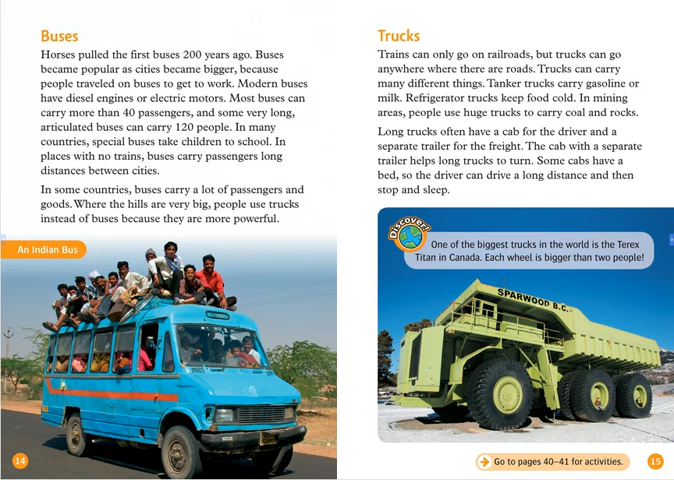 Buses
Horses pulled the first buses 200 years ago. Buses
became popular as cities became bigger, because
people traveled on buses to get to work. Modern buses
have diesel engines or electric motors. Most buses can
carry more than 40 passengers, and some very long,
articulated buses can carry 120 people. In many
countries, special buses take children to school. In
places with no trains, buses carry passengers long
distances between cities.
In some countries, buses carry a lot of passengers and
goods. Where the hills are very big, people use trucks
instead of buses because they are more powerful.
An Indian Bus
14
Trucks
Trains can only go on railroads, but trucks can go
anywhere where there are roads. Trucks can carry
many different things. Tanker trucks carry gasoline or
milk. Refrigerator trucks keep food cold. In mining
areas, people use huge trucks to carry coal and rocks.
Long trucks often have a cab for the driver and a
separate trailer for the freight. The cab with a separate
trailer helps long trucks to turn. Some cabs have a
bed, so the driver can drive a long distance and then
stop and sleep.
Discover!
One of the biggest trucks in the world is the Terex
Titan in Canada. Each wheel is bigger than two people!
SPARWOOD B.C.
Go to pages 40–41 for activities.
15